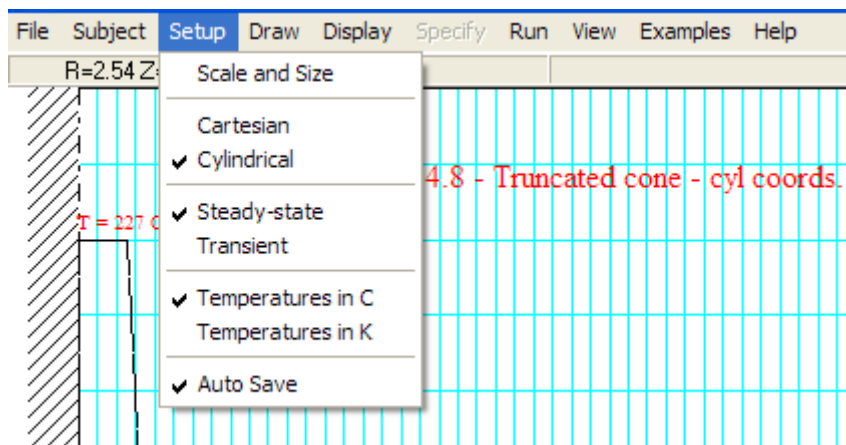 File Subject Setup Draw Display Specify Run View Examples Help
R=2.54 Z
Scale and Size
Cartesian
Cylindrical
4.8 - Truncated cone - cyl coords.
Steady-state
T = 227 C
Transient
Temperatures in C
Temperatures in K
Auto Save